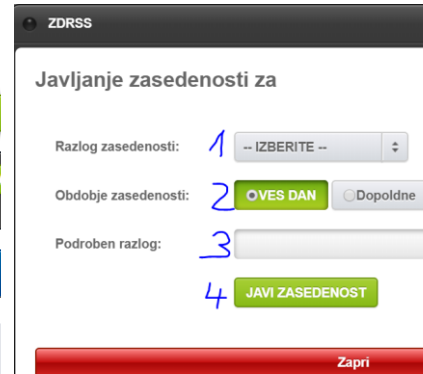 ZDRSS
Javljanje zasedenosti za
Razlog zasedenosti: 1 -- IZBERITE --
Obdobje zasedenosti: 2 VES DAN Dopoldne
Podroben razlog: 3
4 JAVI ZASEDENOST
Zapri